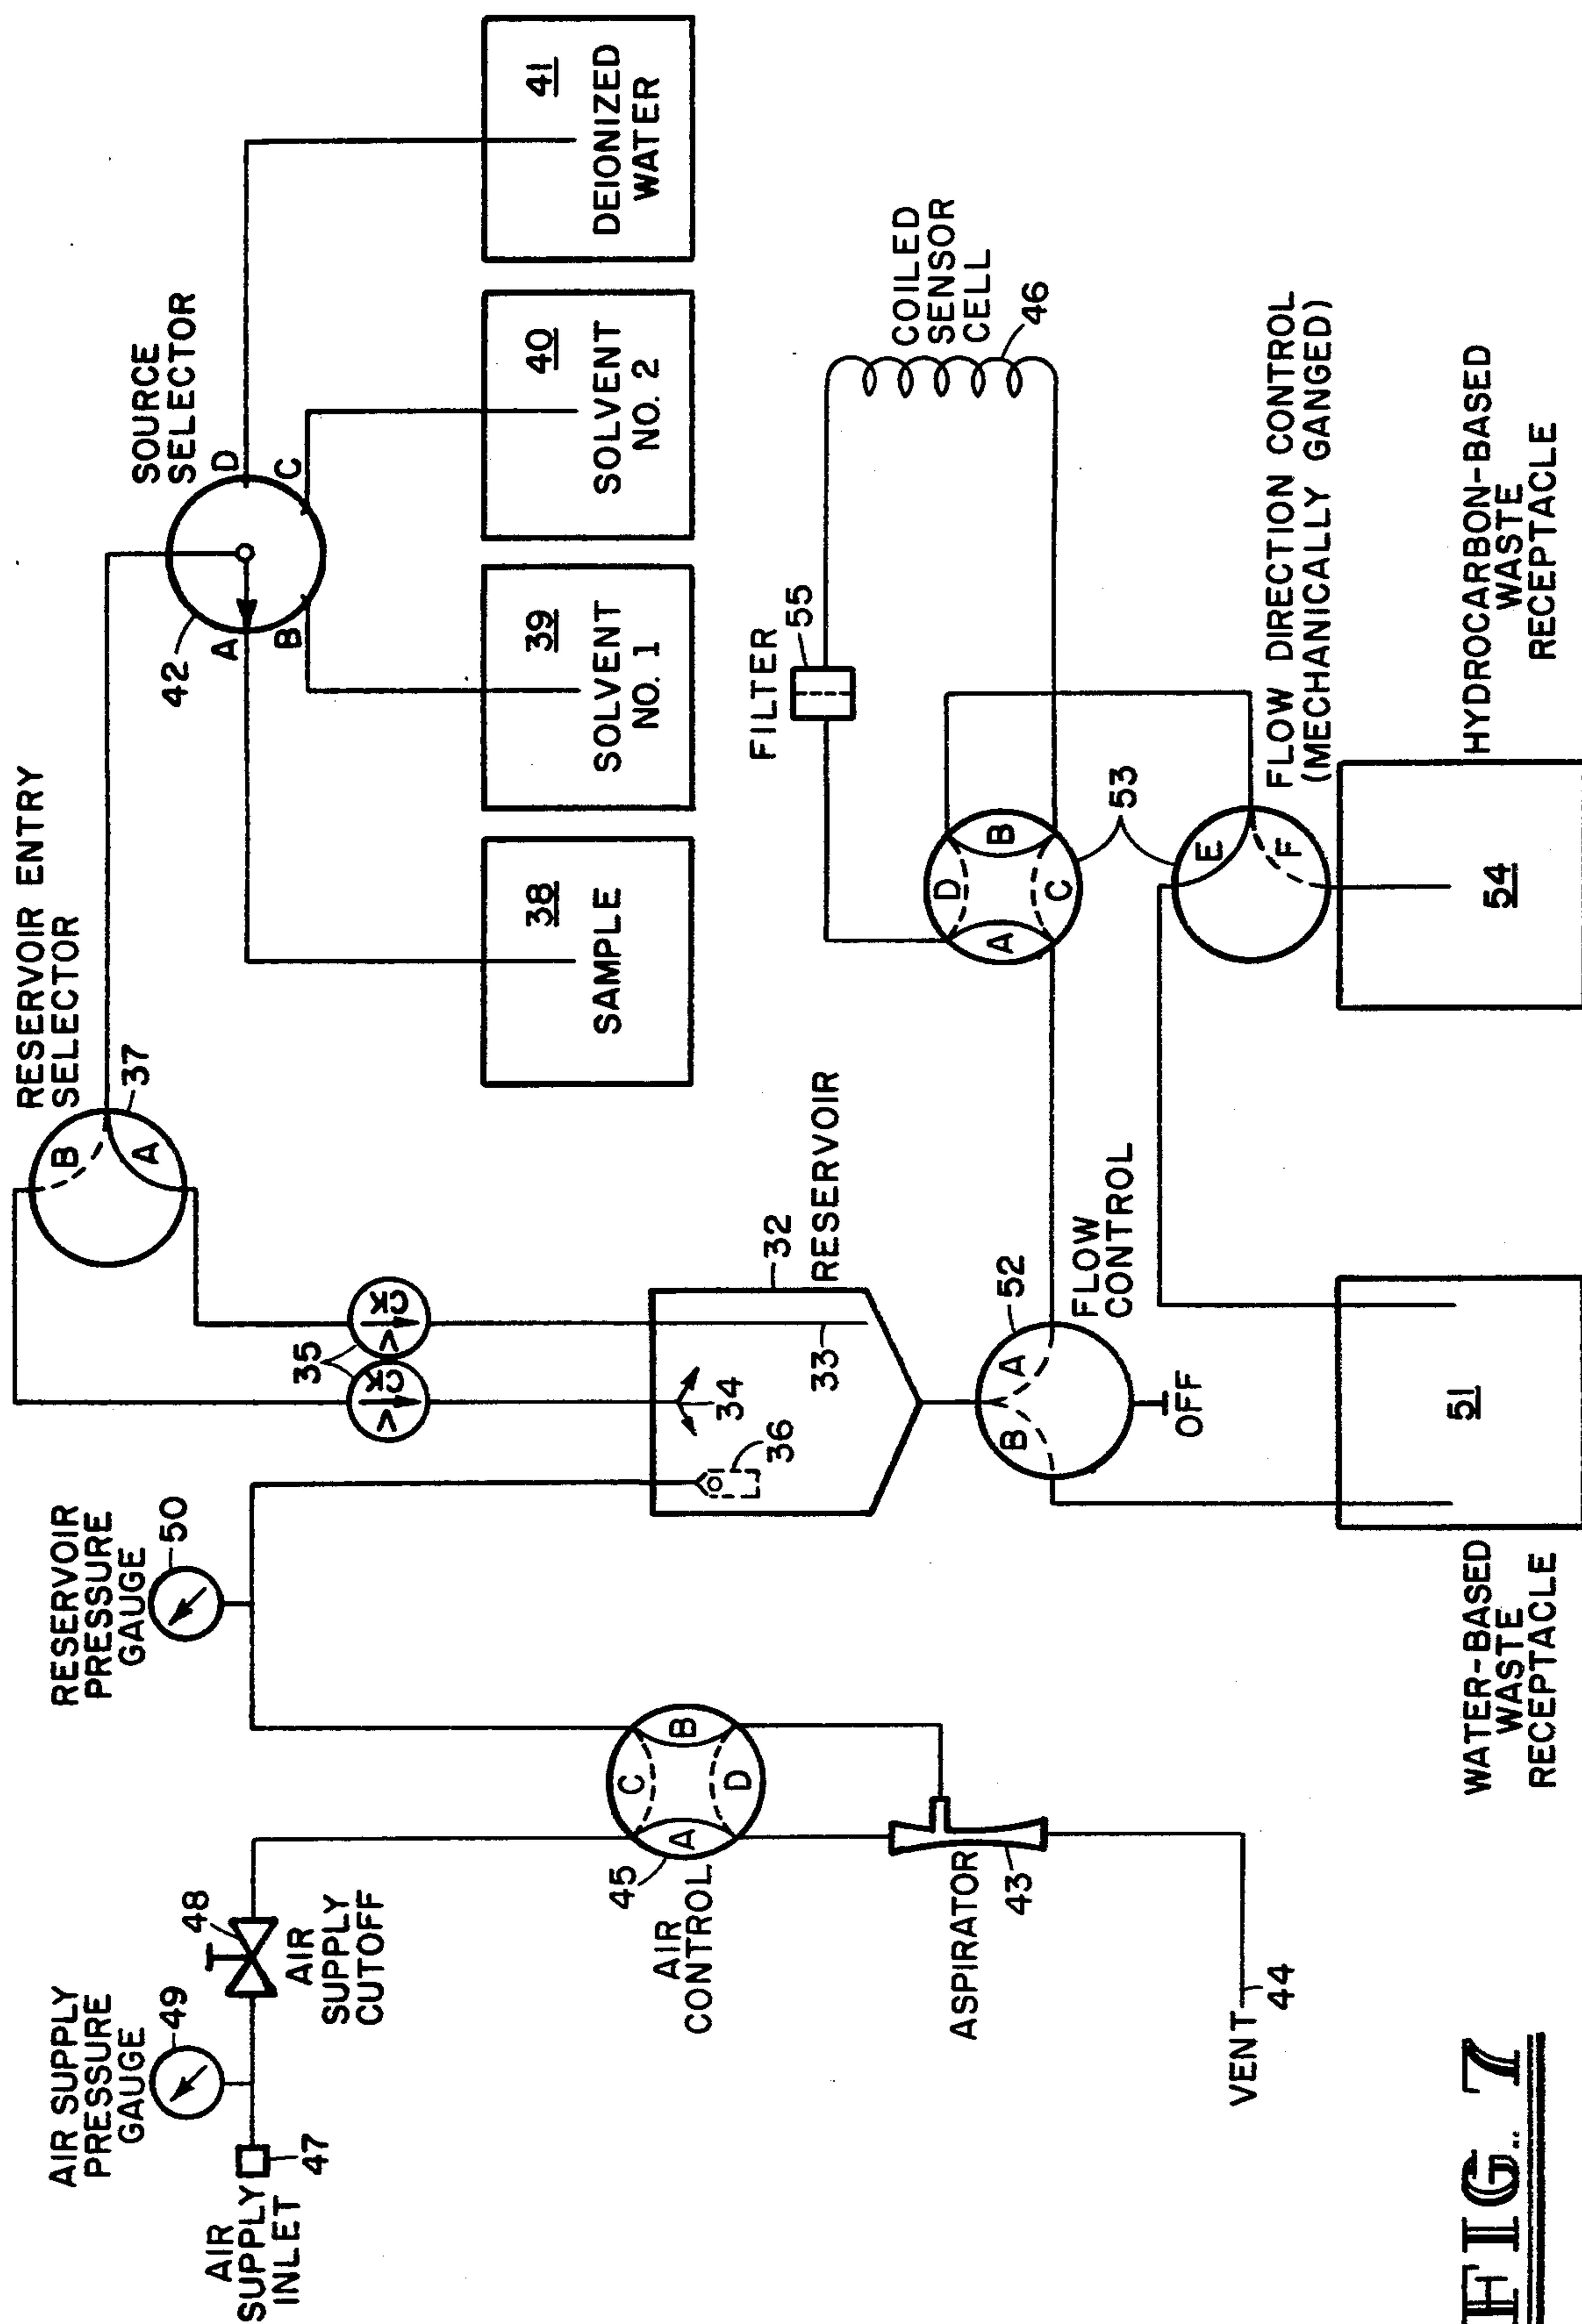 AIR SUPPLY
PRESSURE
GAUGE
49
AIR
SUPPLY
INLET
47
48
AIR
SUPPLY
CUTOFF
RESERVOIR
PRESSURE
GAUGE
50
45
AIR
CONTROL
A
B
C
D
ASPIRATOR
43
VENT
44
RESERVOIR ENTRY
SELECTOR
37
B
A
35
CK
V
CK
V
32
RESERVOIR
33
34
36
SOURCE
SELECTOR
42
A
B
C
D
38
SAMPLE
39
SOLVENT
NO. 1
40
SOLVENT
NO. 2
41
DEIONIZED
WATER
B
A
52
FLOW
CONTROL
OFF
FILTER
55
COILED
SENSOR
CELL
46
A
B
C
D
53
E
F
FLOW DIRECTION CONTROL
(MECHANICALLY GANGED)
51
WATER-BASED
WASTE
RECEPTACLE
54
HYDROCARBON-BASED
WASTE
RECEPTACLE
FIG. 7